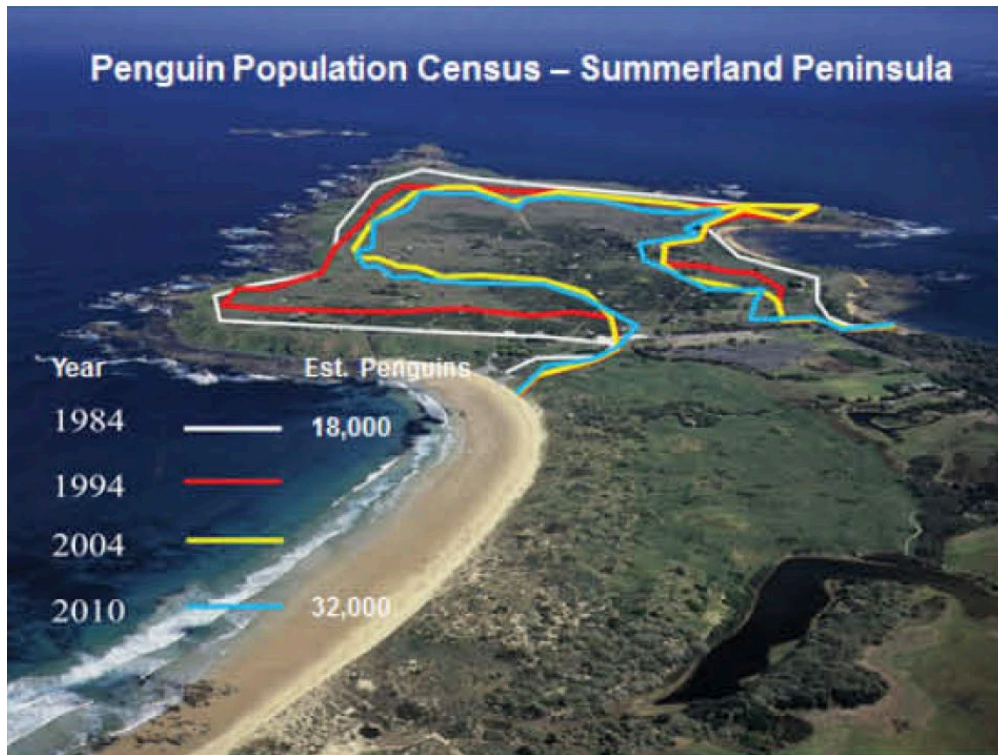 Penguin Population Census – Summerland Peninsula
Year Est. Penguins
1984 18,000
1994
2004
2010 32,000